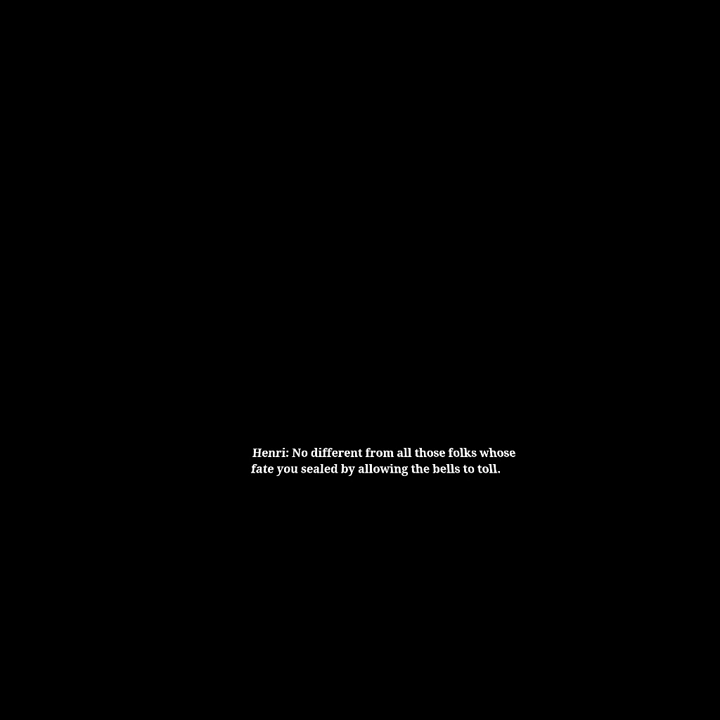 Henri: No different from all those folks whose
fate you sealed by allowing the bells to toll.